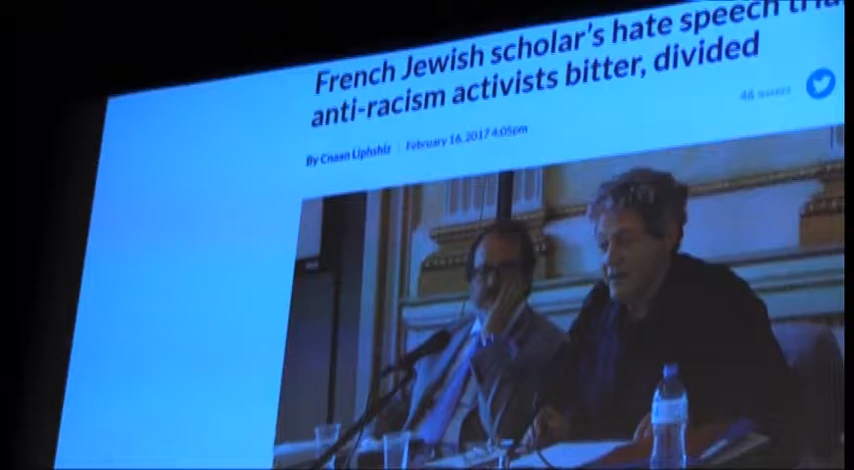 French Jewish scholar's hate speech
anti-racism activists bitter, divided
46
By Cnaan Liphshiz | February 16, 2017 4:05pm